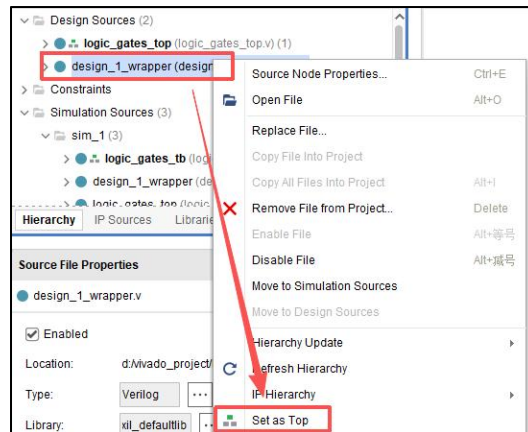 Design Sources (2)
logic_gates_top (logic_gates_top.v) (1)
design_1_wrapper (design
Constraints
Simulation Sources (3)
sim_1 (3)
logic_gates_tb (logi
design_1_wrapper (de
logic_gates_top (logi
Hierarchy IP Sources Librarie
Source File Properties
design_1_wrapper.v
Enabled
Location: d:/vivado_project/
Type: Verilog ...
Library: xil_defaultlib
Source Node Properties... Ctrl+E
Open File Alt+O
Replace File...
Copy File Into Project
Copy All Files Into Project Alt+I
Remove File from Project... Delete
Enable File Alt+等号
Disable File Alt+减号
Move to Simulation Sources
Move to Design Sources
Hierarchy Update
Refresh Hierarchy
IP Hierarchy
Set as Top